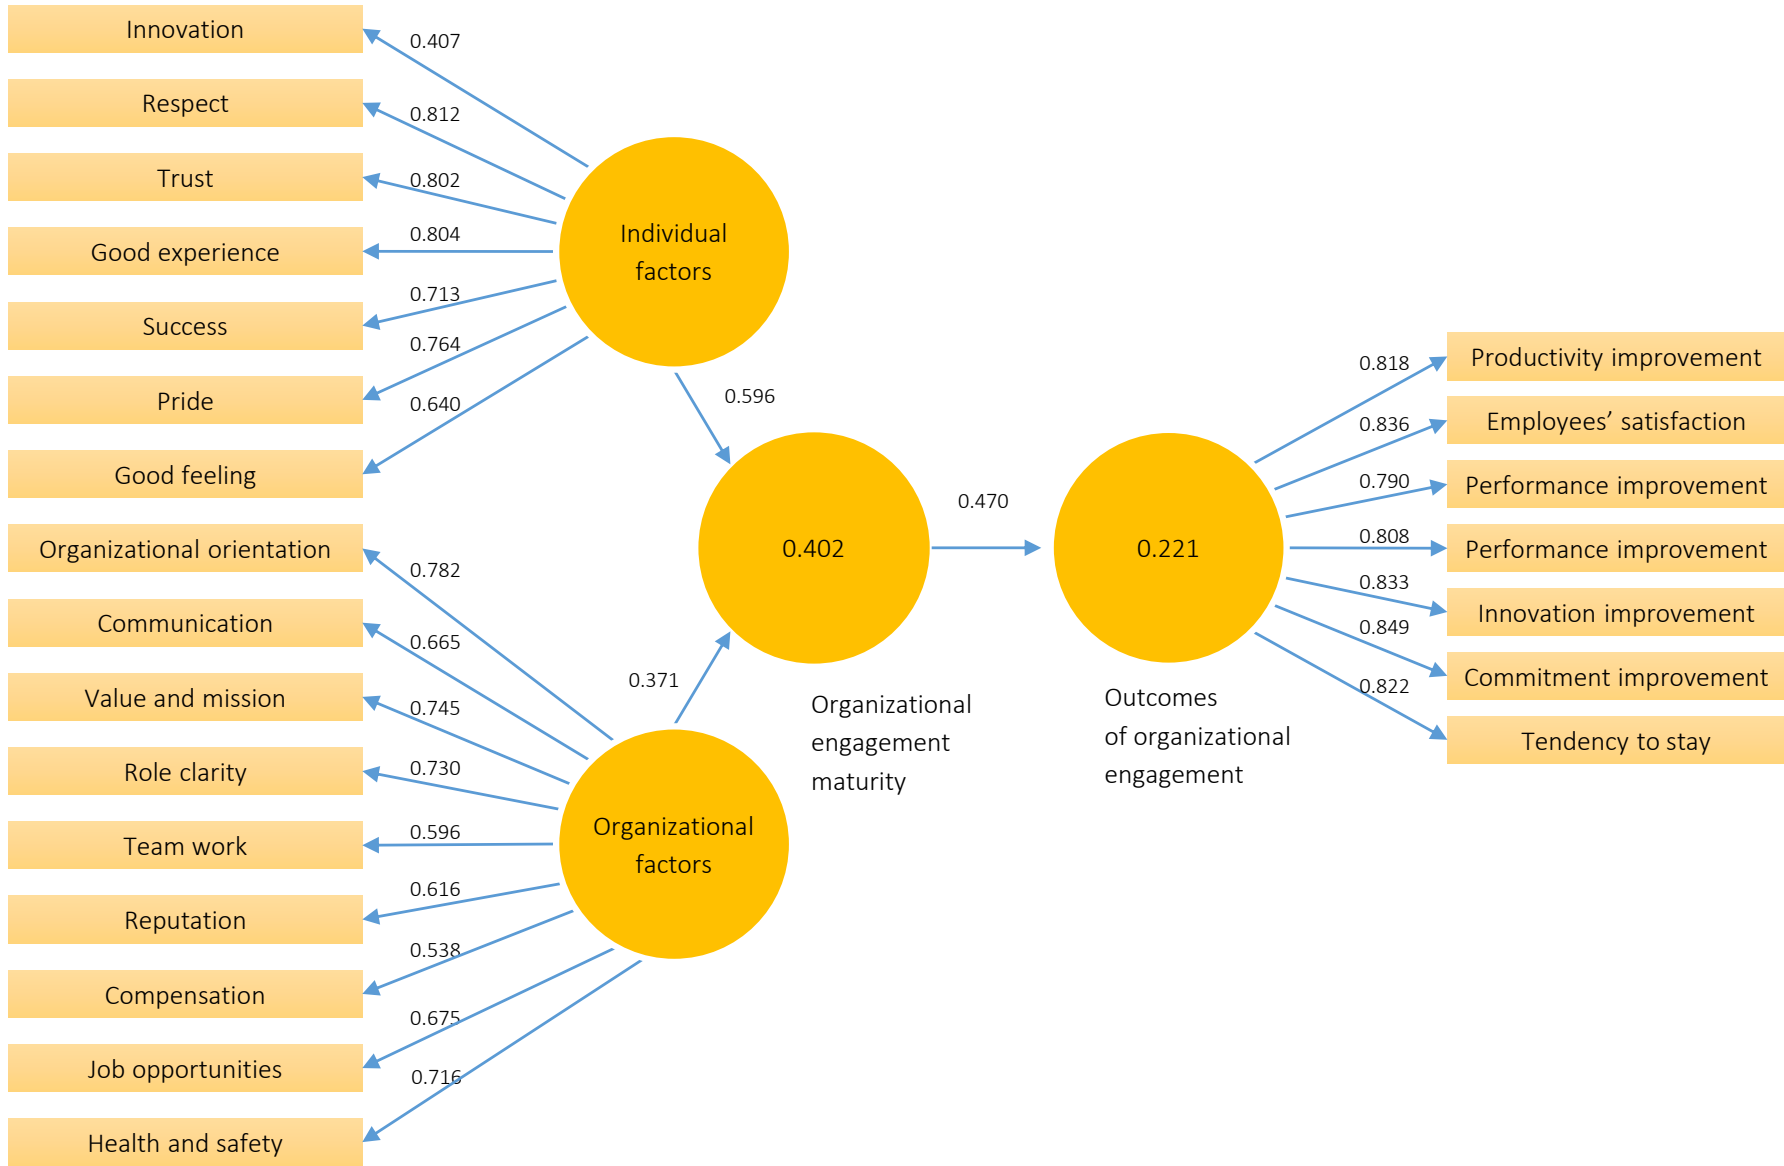 Innovation
0.407
Respect
0.812
Trust
0.802
Good experience
0.804
Success
0.713
Pride
0.764
Good feeling
0.640
Individual
factors
0.596
Organizational orientation
0.782
Communication
0.665
Value and mission
0.745
Role clarity
0.730
Team work
0.596
Reputation
0.616
Compensation
0.538
Job opportunities
0.675
Health and safety
0.716
Organizational
factors
0.371
0.402
Organizational
engagement
maturity
0.470
0.221
Outcomes
of organizational
engagement
0.818
Productivity improvement
0.836
Employees’ satisfaction
0.790
Performance improvement
0.808
Performance improvement
0.833
Innovation improvement
0.849
Commitment improvement
0.822
Tendency to stay